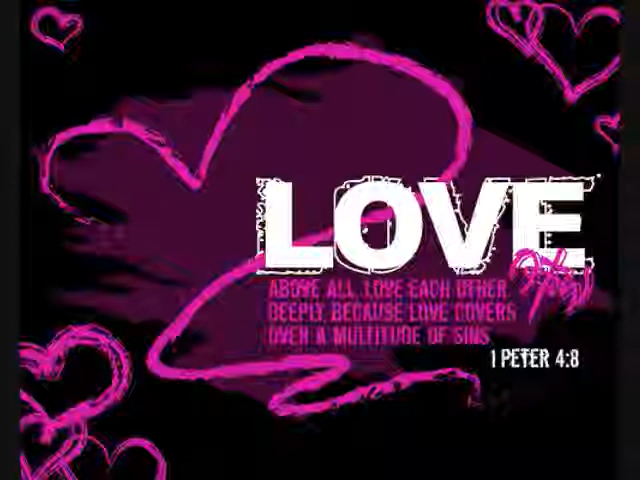 LOVE
ABOVE ALL, LOVE EACH OTHER
DEEPLY, BECAUSE LOVE COVERS
OVER A MULTITUDE OF SINS
1 PETER 4:8